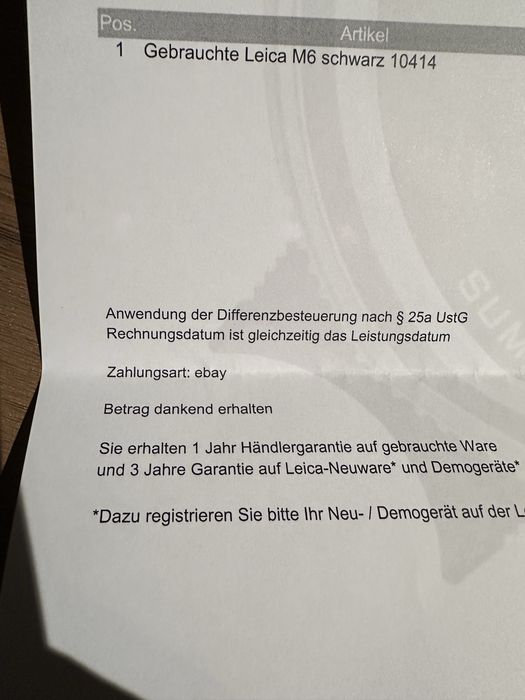 Pos. Artikel
1 Gebrauchte Leica M6 schwarz 10414
SUM
Anwendung der Differenzbesteuerung nach § 25a UstG
Rechnungsdatum ist gleichzeitig das Leistungsdatum
Zahlungsart: ebay
Betrag dankend erhalten
Sie erhalten 1 Jahr Händlergarantie auf gebrauchte Ware
und 3 Jahre Garantie auf Leica-Neuware* und Demogeräte*
*Dazu registrieren Sie bitte Ihr Neu- / Demogerät auf der